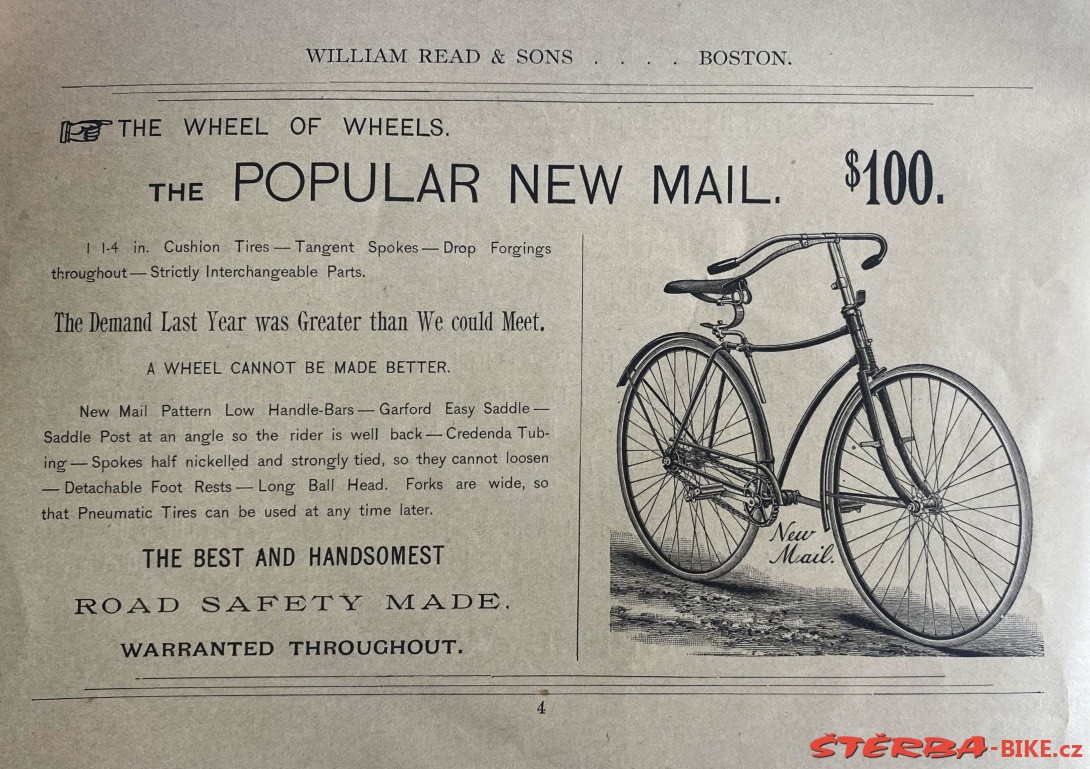 WILLIAM READ & SONS . . . . BOSTON.
THE WHEEL OF WHEELS.
THE POPULAR NEW MAIL. $100.
1 1-4 in. Cushion Tires — Tangent Spokes — Drop Forgings
throughout — Strictly Interchangeable Parts.
The Demand Last Year was Greater than We could Meet.
A WHEEL CANNOT BE MADE BETTER.
New Mail Pattern Low Handle-Bars — Garford Easy Saddle —
Saddle Post at an angle so the rider is well back — Credenda Tub-
ing — Spokes half nickelled and strongly tied, so they cannot loosen
— Detachable Foot Rests — Long Ball Head. Forks are wide, so
that Pneumatic Tires can be used at any time later.
THE BEST AND HANDSOMEST
ROAD SAFETY MADE.
WARRANTED THROUGHOUT.
New
Mail.
4
ŠTĚRBA-BIKE.cz